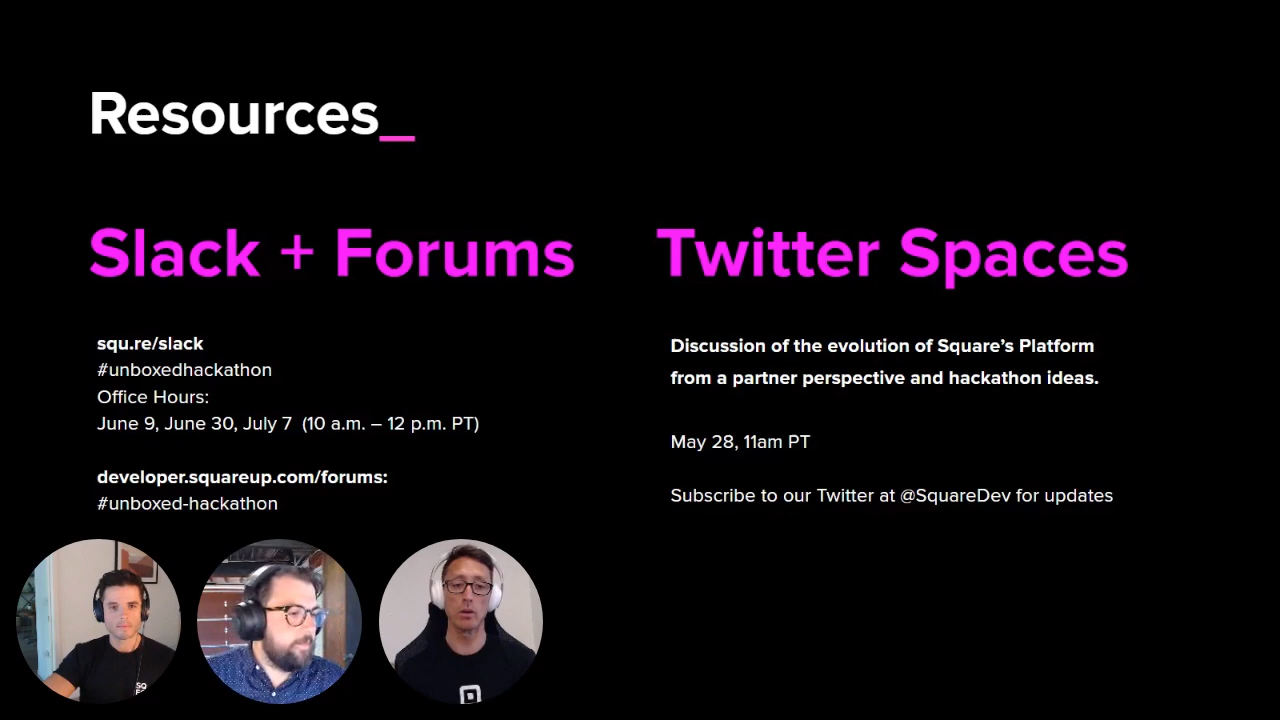 Resources_
Slack + Forums
squ.re/slack
#unboxedhackathon
Office Hours:
June 9, June 30, July 7 (10 a.m. – 12 p.m. PT)
developer.squareup.com/forums:
#unboxed-hackathon
Twitter Spaces
Discussion of the evolution of Square’s Platform
from a partner perspective and hackathon ideas.
May 28, 11am PT
Subscribe to our Twitter at @SquareDev for updates